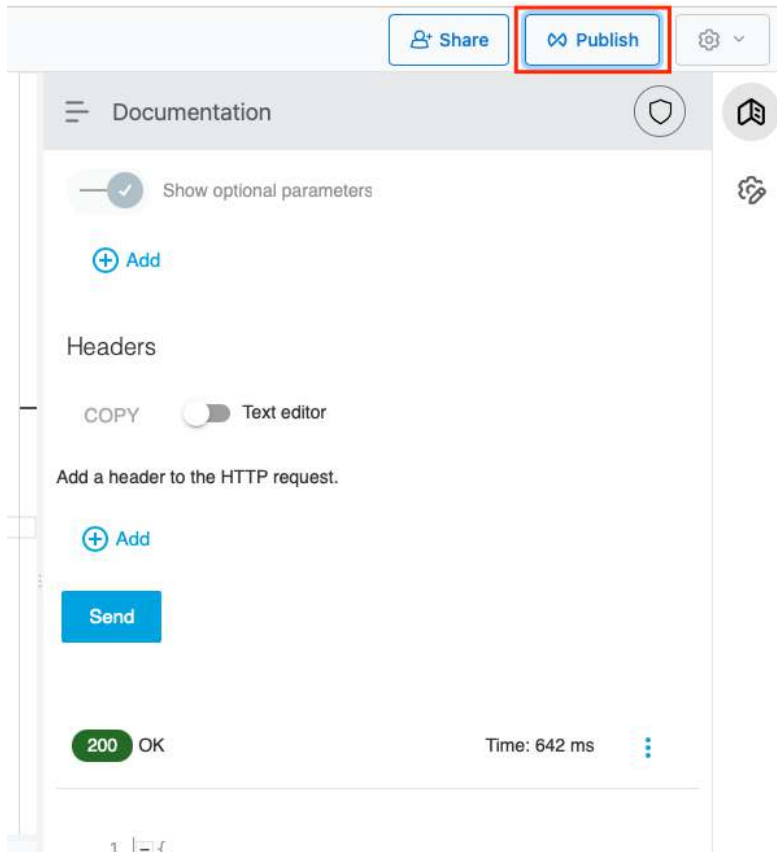 Share
Publish
Documentation
Show optional parameters
Add
Headers
COPY
Text editor
Add a header to the HTTP request.
Add
Send
200 OK
Time: 642 ms
1 {